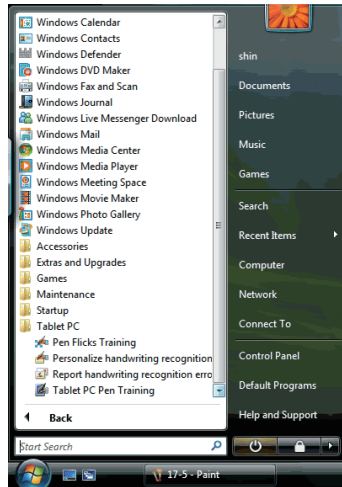 Windows Calendar
Windows Contacts
Windows Defender
Windows DVD Maker
Windows Fax and Scan
Windows Journal
Windows Live Messenger Download
Windows Mail
Windows Media Center
Windows Media Player
Windows Meeting Space
Windows Movie Maker
Windows Photo Gallery
Windows Update
Accessories
Extras and Upgrades
Games
Maintenance
Startup
Tablet PC
Pen Flicks Training
Personalize handwriting recognition
Report handwriting recognition erro
Tablet PC Pen Training
Back
Start Search
shin
Documents
Pictures
Music
Games
Search
Recent Items
Computer
Network
Connect To
Control Panel
Default Programs
Help and Support
17-5 - Paint